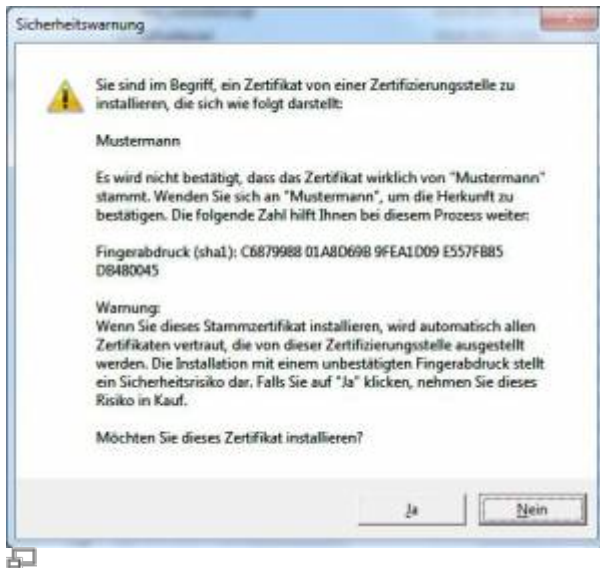 Sicherheitswarnung
Sie sind im Begriff, ein Zertifikat von einer Zertifizierungsstelle zu
installieren, die sich wie folgt darstellt:
Mustermann
Es wird nicht bestätigt, dass das Zertifikat wirklich von "Mustermann"
stammt. Wenden Sie sich an "Mustermann", um die Herkunft zu
bestätigen. Die folgende Zahl hilft Ihnen bei diesem Prozess weiter:
Fingerabdruck (sha1): C6879988 01A8D69B 9FEA1D09 E557FB85
DB480045
Warnung:
Wenn Sie dieses Stammzertifikat installieren, wird automatisch allen
Zertifikaten vertraut, die von dieser Zertifizierungsstelle ausgestellt
werden. Die Installation mit einem unbestätigten Fingerabdruck stellt
ein Sicherheitsrisiko dar. Falls Sie auf "Ja" klicken, nehmen Sie dieses
Risiko in Kauf.
Möchten Sie dieses Zertifikat installieren?
Ja
Nein